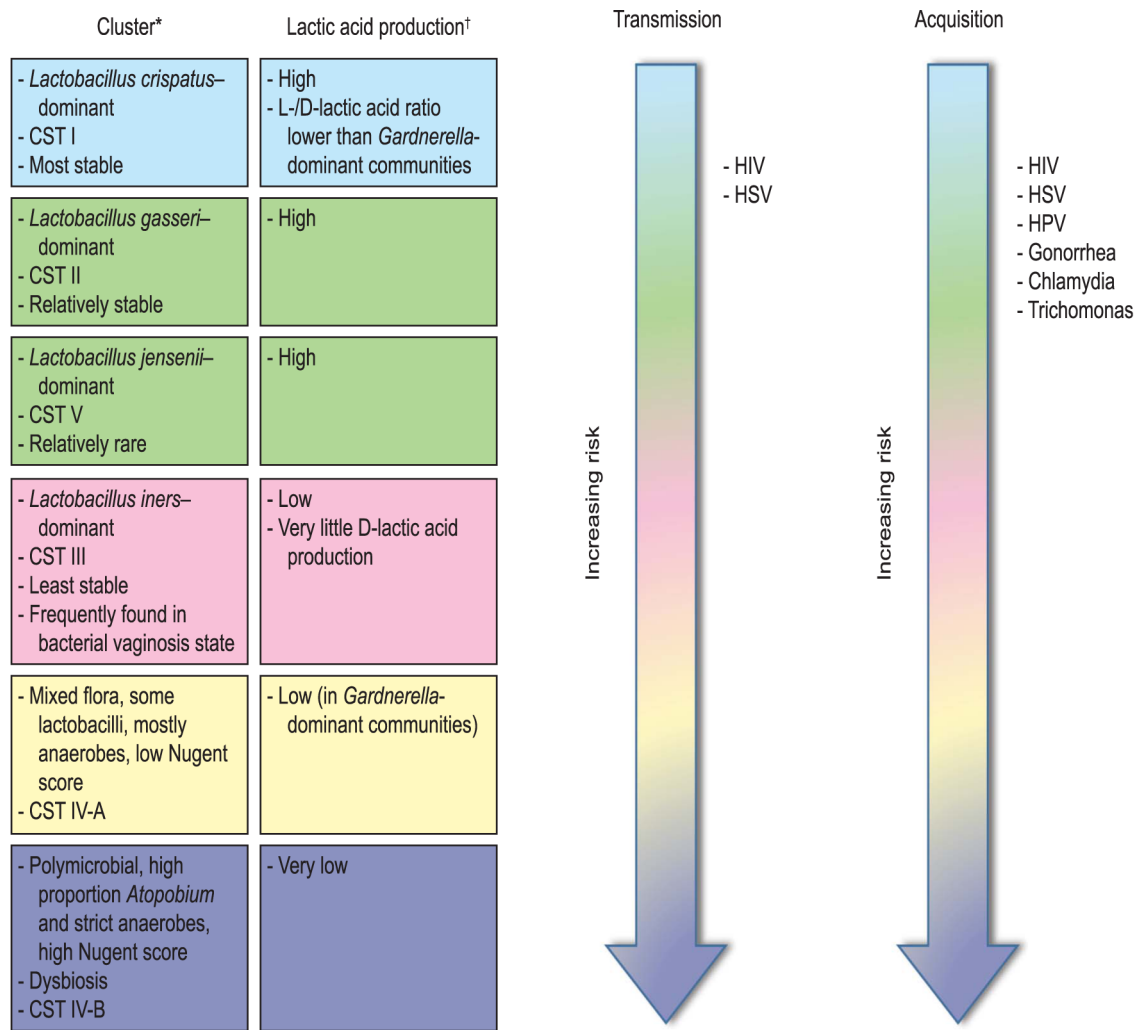 Cluster*
Lactic acid production†
- Lactobacillus crispatus–
dominant
- CST I
- Most stable
- High
- L-/D-lactic acid ratio
lower than Gardnerella-
dominant communities
- Lactobacillus gasseri–
dominant
- CST II
- Relatively stable
- High
- Lactobacillus jensenii–
dominant
- CST V
- Relatively rare
- High
- Lactobacillus iners–
dominant
- CST III
- Least stable
- Frequently found in
bacterial vaginosis state
- Low
- Very little D-lactic acid
production
- Mixed flora, some
lactobacilli, mostly
anaerobes, low Nugent
score
- CST IV-A
- Low (in Gardnerella-
dominant communities)
- Polymicrobial, high
proportion Atopobium
and strict anaerobes,
high Nugent score
- Dysbiosis
- CST IV-B
- Very low
Transmission
Increasing risk
- HIV
- HSV
Acquisition
Increasing risk
- HIV
- HSV
- HPV
- Gonorrhea
- Chlamydia
- Trichomonas